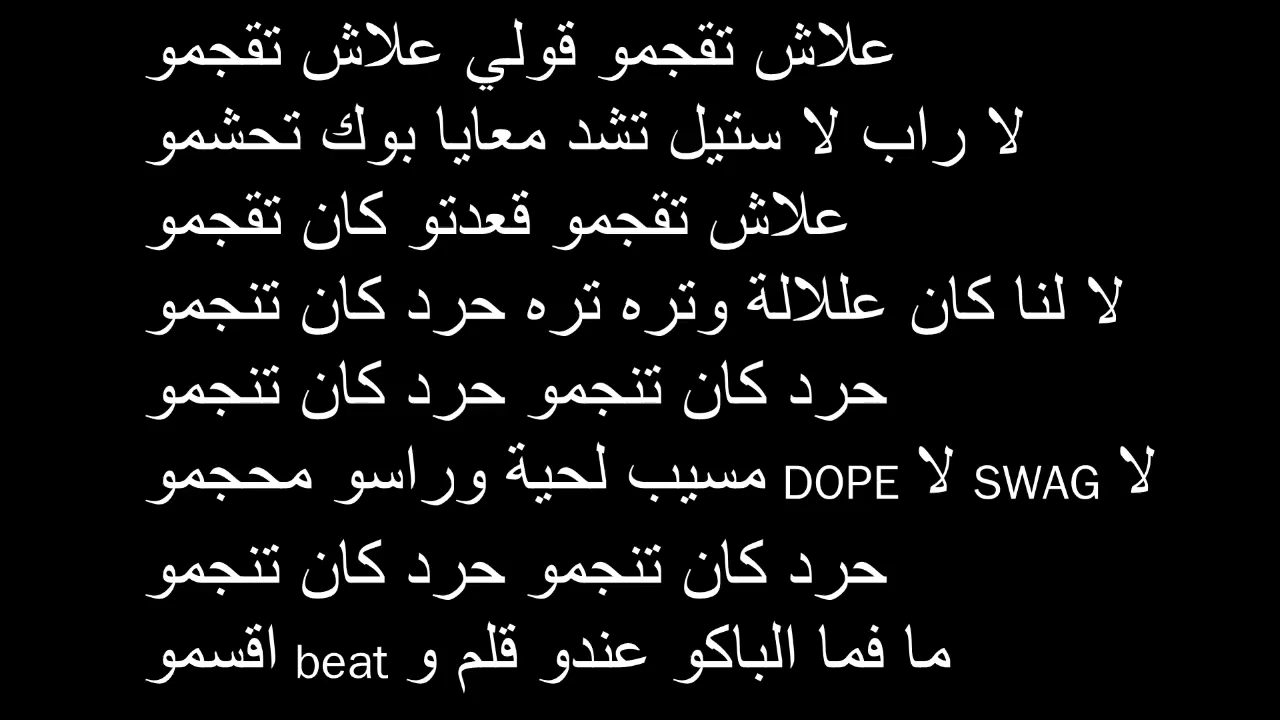 علاش تقجمو قولي علاش تقجمو
لا راب لا ستيل تشد معايا بوك تحشمو
علاش تقجمو قعدتو كان تقجمو
لا لنا كان عللالة وتره تره حرد كان تنجمو
حرد كان تنجمو حرد كان تنجمو
لا SWAG لا DOPE مسيب لحية وراسو محجمو
حرد كان تنجمو حرد كان تنجمو
ما فما الباكو عندو قلم و beat اقسمو